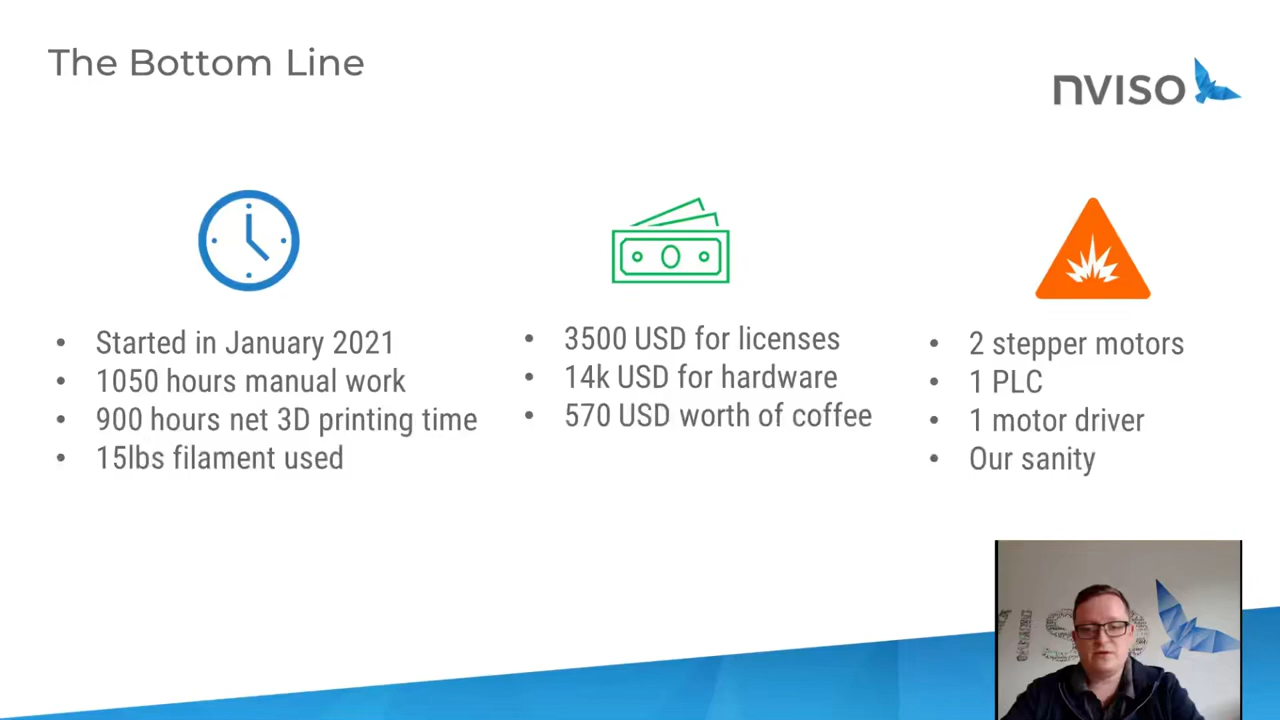 The Bottom Line
nviso
• Started in January 2021
• 1050 hours manual work
• 900 hours net 3D printing time
• 15lbs filament used
• 3500 USD for licenses
• 14k USD for hardware
• 570 USD worth of coffee
• 2 stepper motors
• 1 PLC
• 1 motor driver
• Our sanity